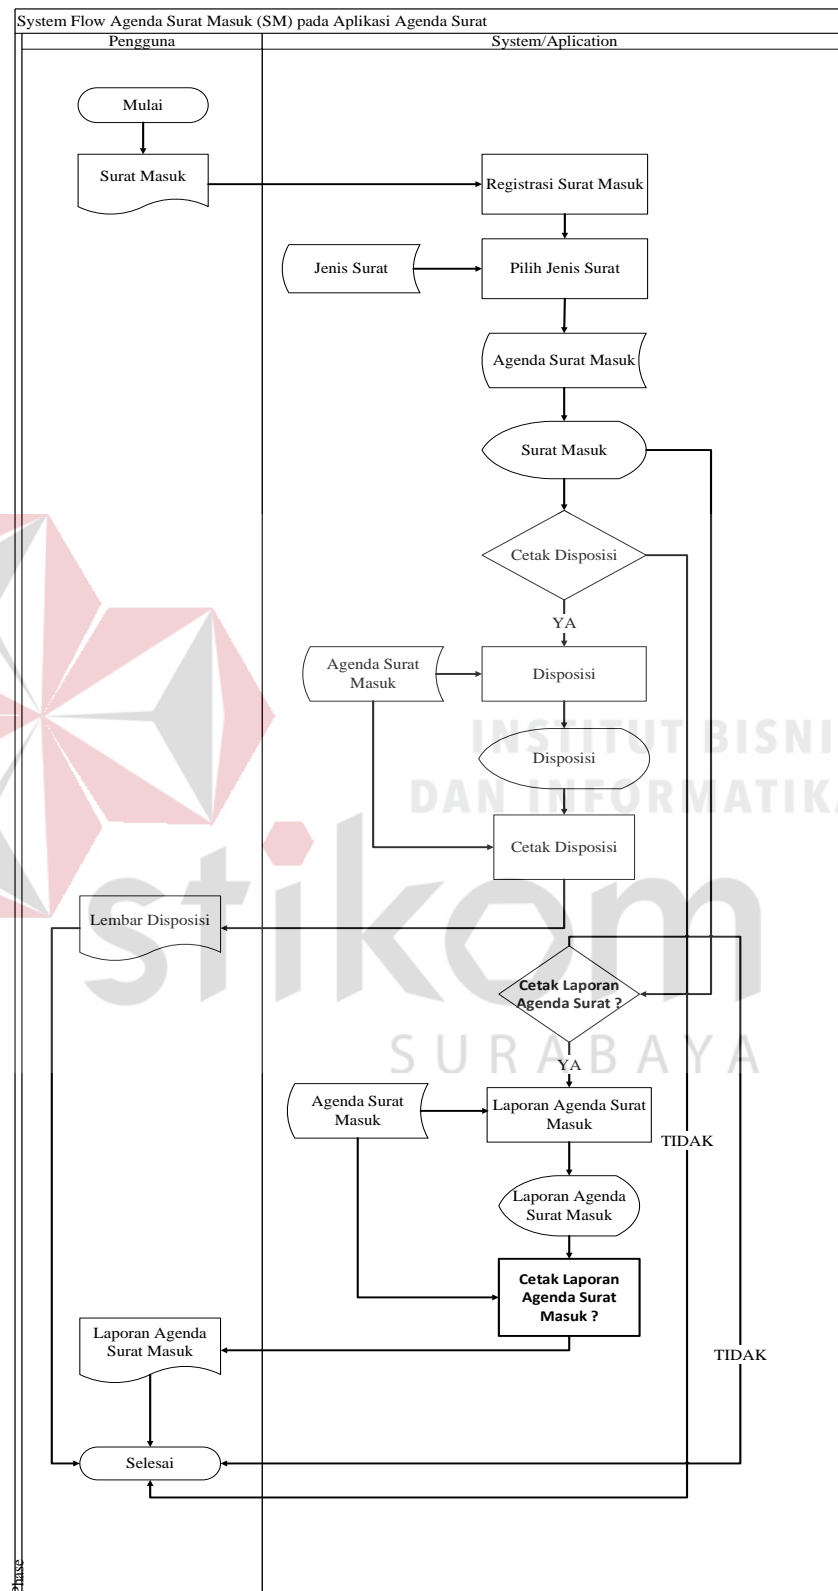 System Flow Agenda Surat Masuk (SM) pada Aplikasi Agenda Surat
Pengguna
System/Aplication
Mulai
Surat Masuk
Registrasi Surat Masuk
Jenis Surat
Pilih Jenis Surat
Agenda Surat Masuk
Surat Masuk
Cetak Disposisi
YA
Agenda Surat
Masuk
Disposisi
INSTITUT BISNI
Disposisi
DAN INFORMATIKA
Cetak Disposisi
stikom
Lembar Disposisi
Cetak Laporan
Agenda Surat ?
SURABAYA
YA
Agenda Surat
Masuk
Laporan Agenda Surat
Masuk
TIDAK
Laporan Agenda
Surat Masuk
Cetak Laporan
Agenda Surat
Masuk ?
Laporan Agenda
Surat Masuk
TIDAK
Selesai
Phase